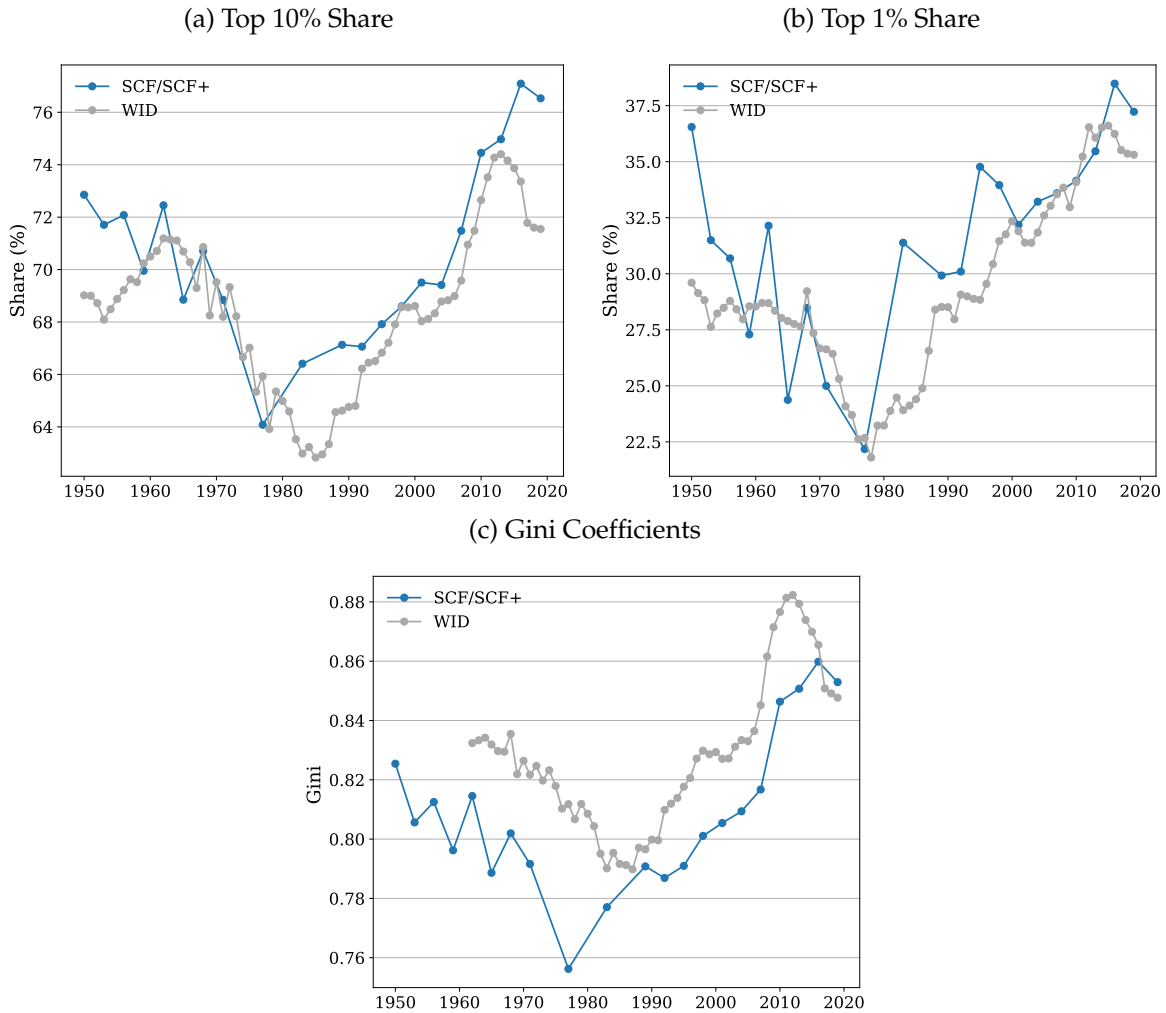 (a) Top 10% Share
SCF/SCF+
WID
Share (%)
76
74
72
70
68
66
64
1950 1960 1970 1980 1990 2000 2010 2020
(b) Top 1% Share
SCF/SCF+
WID
Share (%)
37.5
35.0
32.5
30.0
27.5
25.0
22.5
1950 1960 1970 1980 1990 2000 2010 2020
(c) Gini Coefficients
SCF/SCF+
WID
Gini
0.88
0.86
0.84
0.82
0.80
0.78
0.76
1950 1960 1970 1980 1990 2000 2010 2020